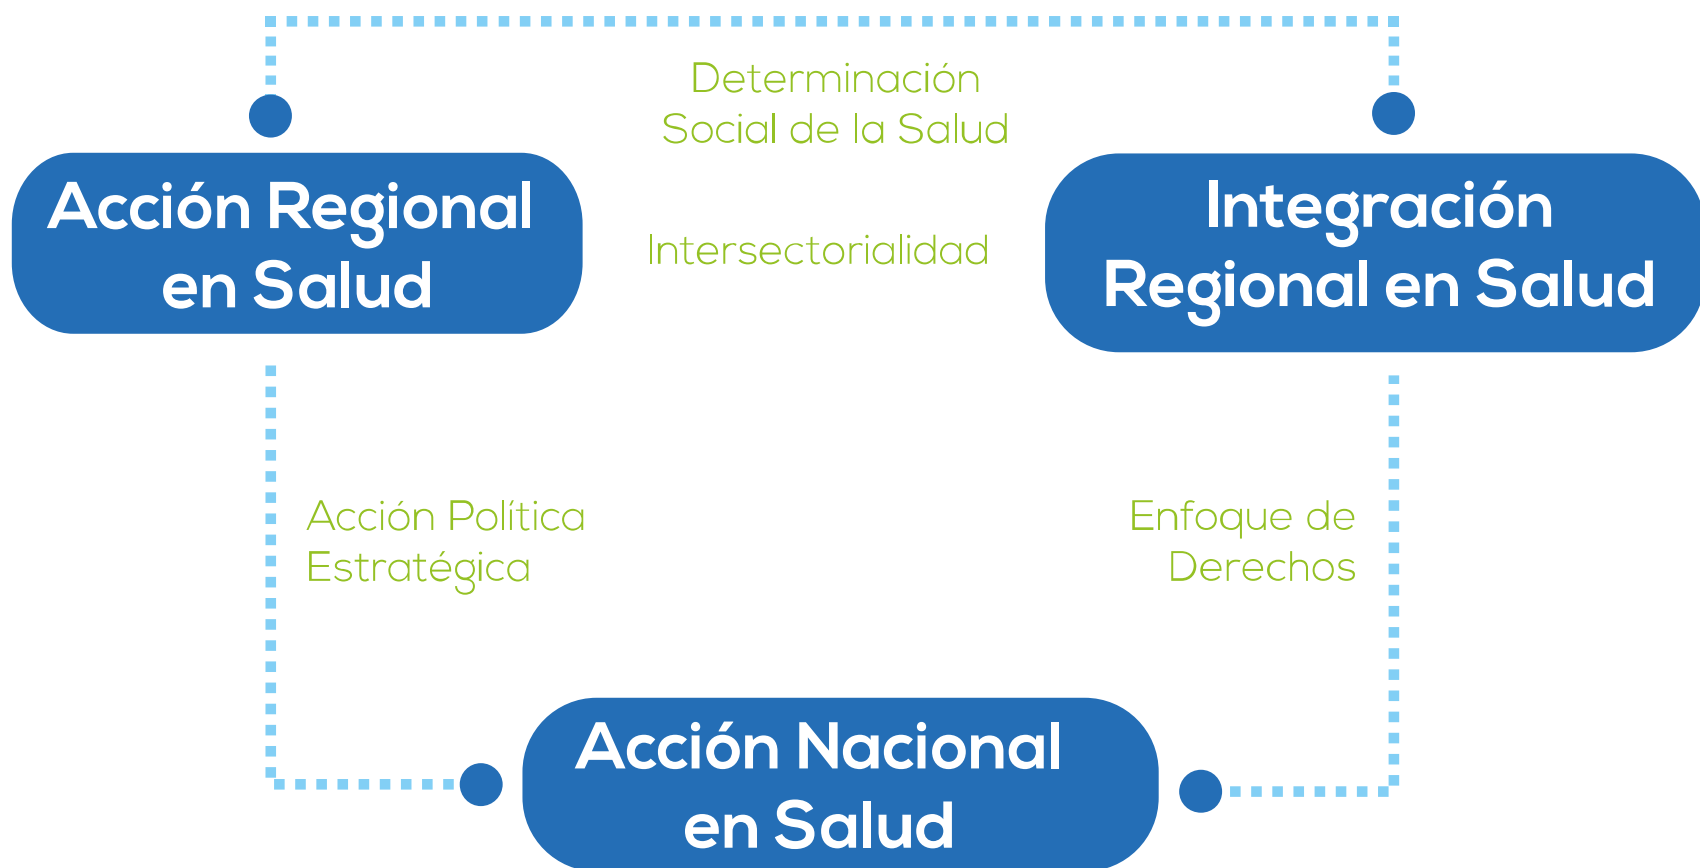 Determinación
Social de la Salud
Acción Regional
en Salud
Intersectorialidad
Integración
Regional en Salud
Acción Política
Estratégica
Enfoque de
Derechos
Acción Nacional
en Salud